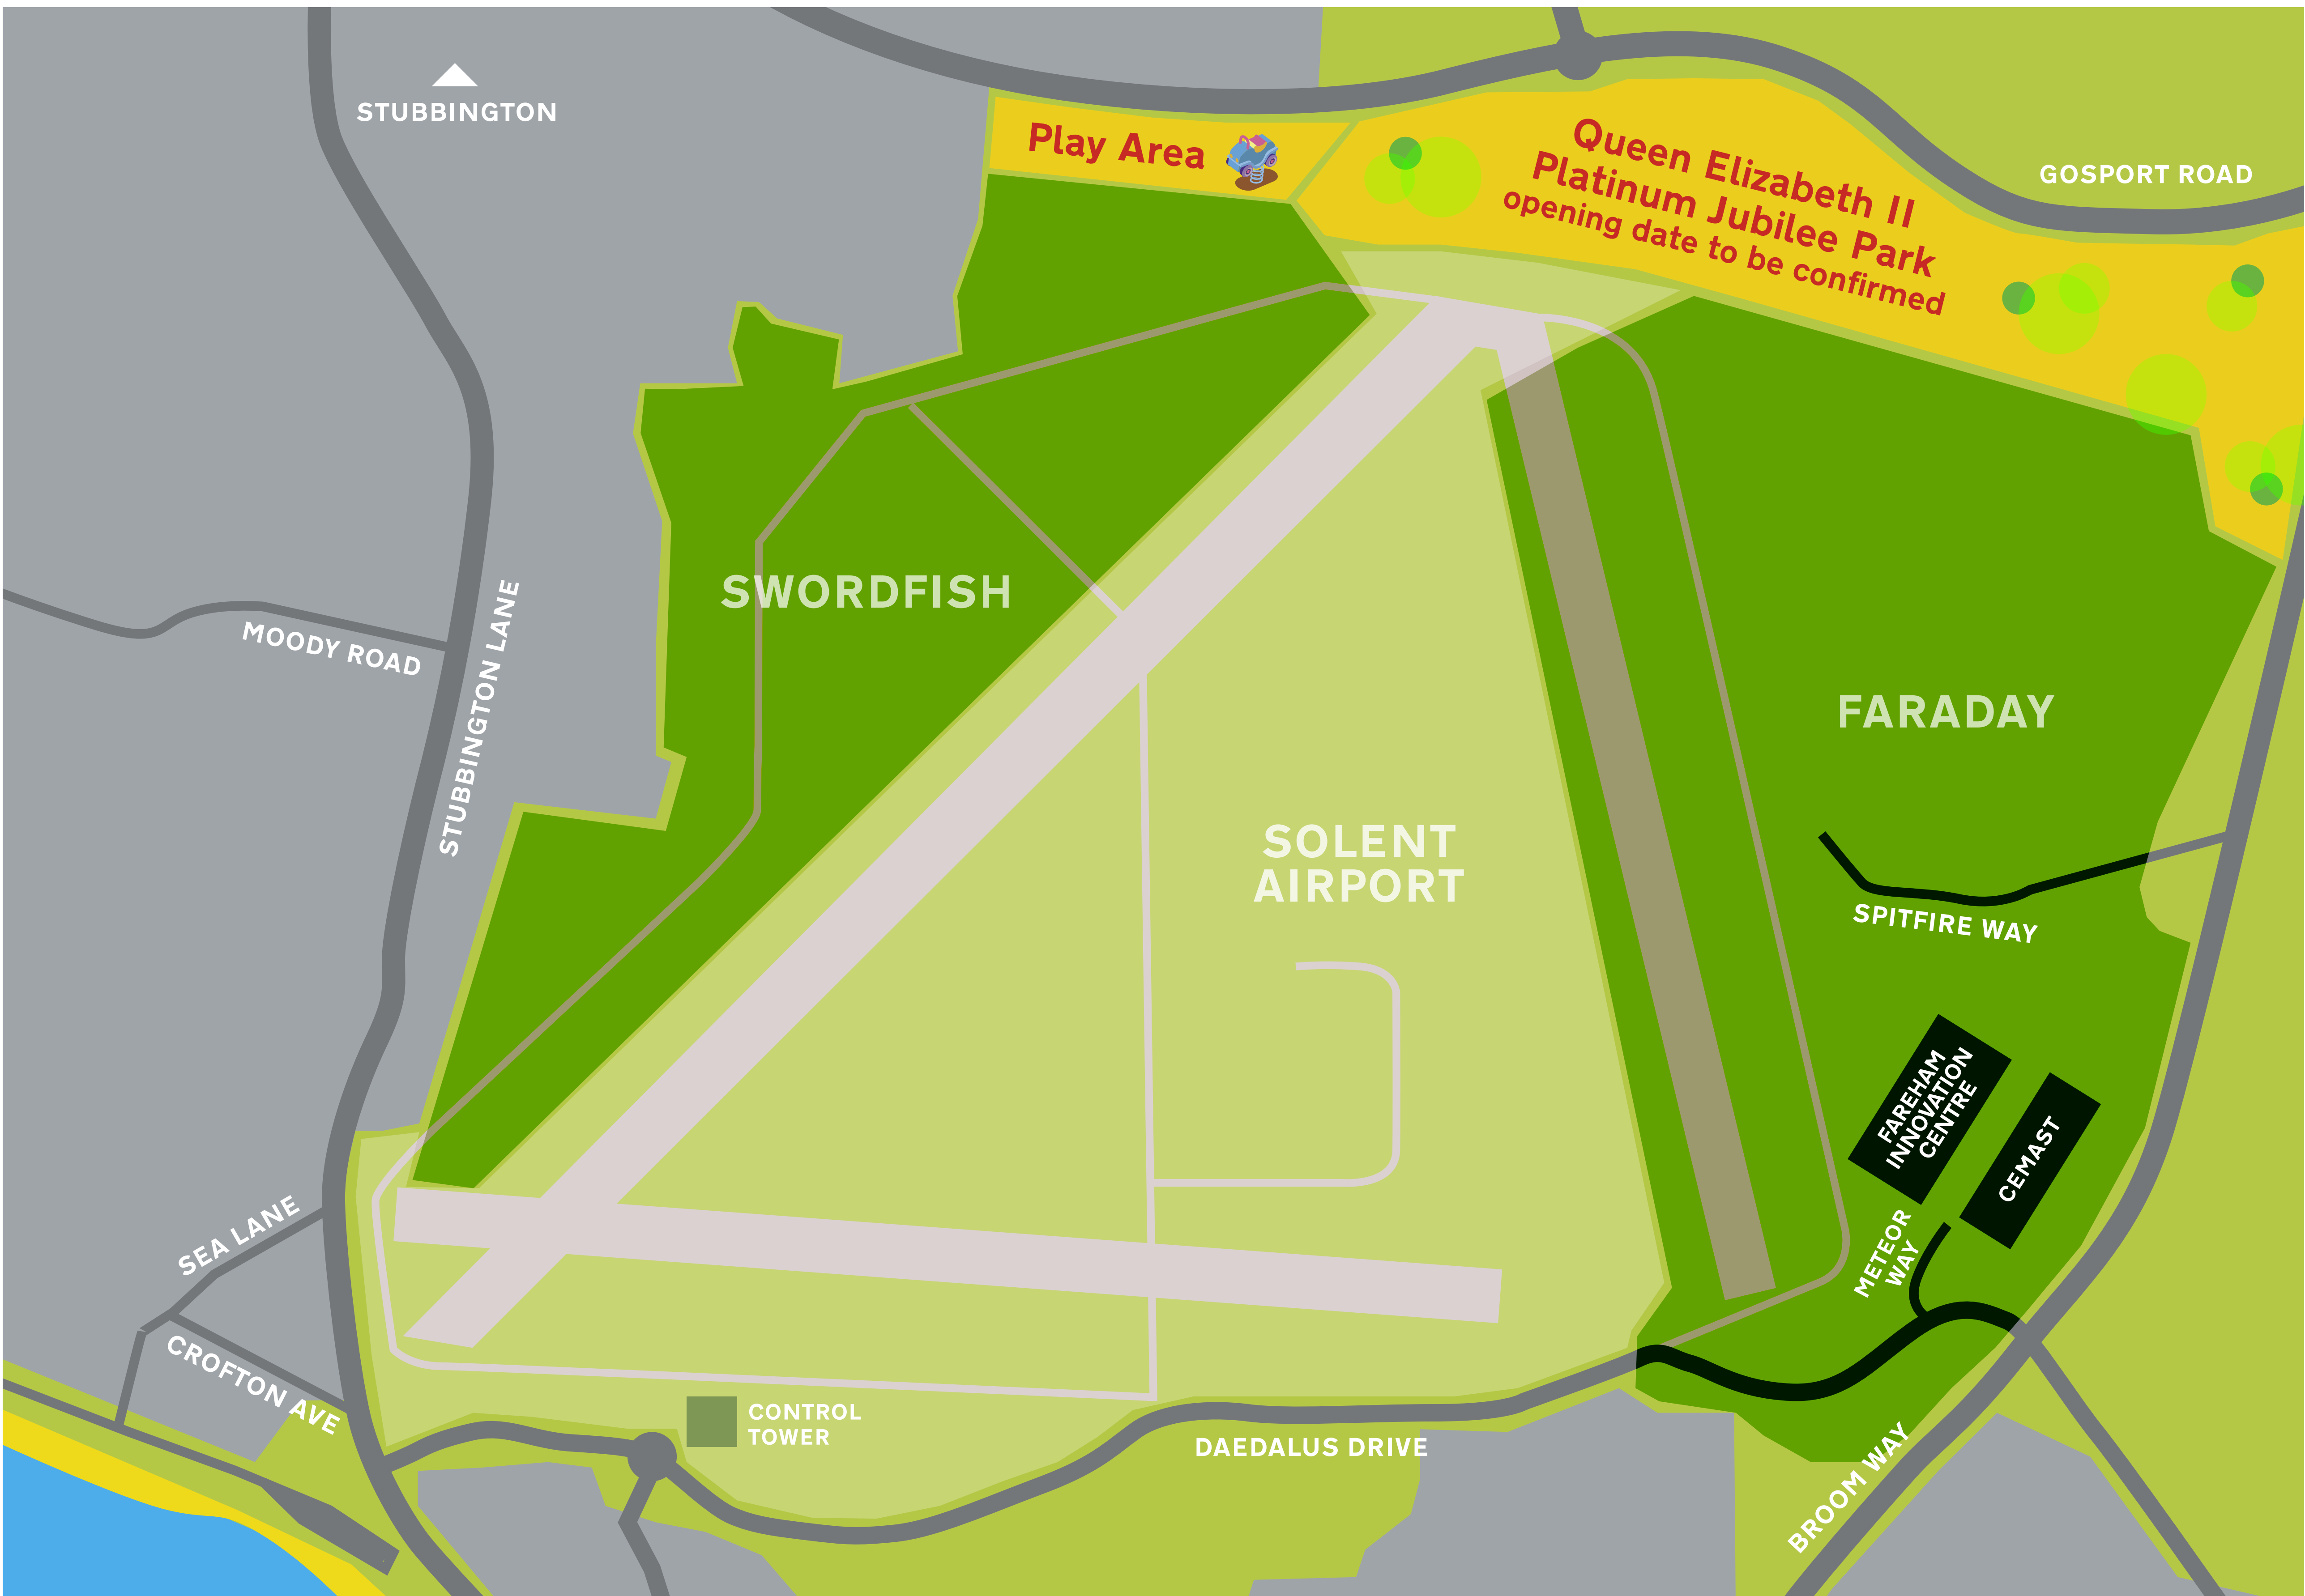 STUBBINGTON
Play Area
Queen Elizabeth II
Platinum Jubilee Park
opening date to be confirmed
GOSPORT ROAD
SWORDFISH
MOODY ROAD
STUBBINGTON LANE
FARADAY
SOLENT
AIRPORT
SPITFIRE WAY
FAREHAM
INNOVATION
CENTRE
CEMAST
METEOR
WAY
SEA LANE
CROFTON AVE
CONTROL
TOWER
DAEDALUS DRIVE
BROOM WAY